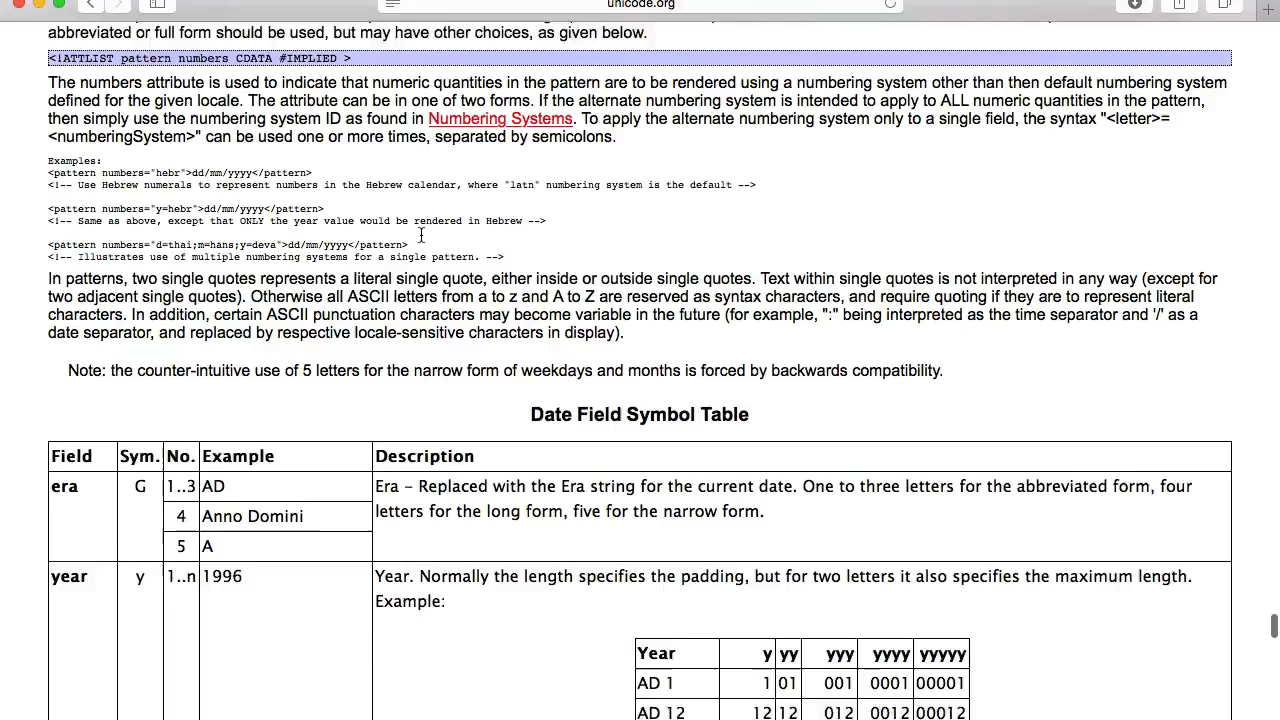 unicode.org
abbreviated or full form should be used, but may have other choices, as given below.
<!ATTLIST pattern numbers CDATA #IMPLIED >
The numbers attribute is used to indicate that numeric quantities in the pattern are to be rendered using a numbering system other than then default numbering system
defined for the given locale. The attribute can be in one of two forms. If the alternate numbering system is intended to apply to ALL numeric quantities in the pattern,
then simply use the numbering system ID as found in Numbering Systems. To apply the alternate numbering system only to a single field, the syntax "<letter>=
<numberingSystem>" can be used one or more times, separated by semicolons.
Examples:
<pattern numbers="hebr">dd/mm/yyyy</pattern>
<!-- Use Hebrew numerals to represent numbers in the Hebrew calendar, where "latn" numbering system is the default -->
<pattern numbers="y=hebr">dd/mm/yyyy</pattern>
<!-- Same as above, except that ONLY the year value would be rendered in Hebrew -->
<pattern numbers="d=thai;m=hans;y=deva">dd/mm/yyyy</pattern>
<!-- Illustrates use of multiple numbering systems for a single pattern. -->
In patterns, two single quotes represents a literal single quote, either inside or outside single quotes. Text within single quotes is not interpreted in any way (except for
two adjacent single quotes). Otherwise all ASCII letters from a to z and A to Z are reserved as syntax characters, and require quoting if they are to represent literal
characters. In addition, certain ASCII punctuation characters may become variable in the future (for example, ":" being interpreted as the time separator and '/' as a
date separator, and replaced by respective locale-sensitive characters in display).
Note: the counter-intuitive use of 5 letters for the narrow form of weekdays and months is forced by backwards compatibility.
Date Field Symbol Table
Field Sym. No. Example Description
era G 1..3 AD Era – Replaced with the Era string for the current date. One to three letters for the abbreviated form, four
letters for the long form, five for the narrow form.
4 Anno Domini
5 A
year y 1..n 1996 Year. Normally the length specifies the padding, but for two letters it also specifies the maximum length.
Example:
Year y yy yyy yyyy yyyyy
AD 1 1 01 001 0001 00001
AD 12 12 12 012 0012 00012